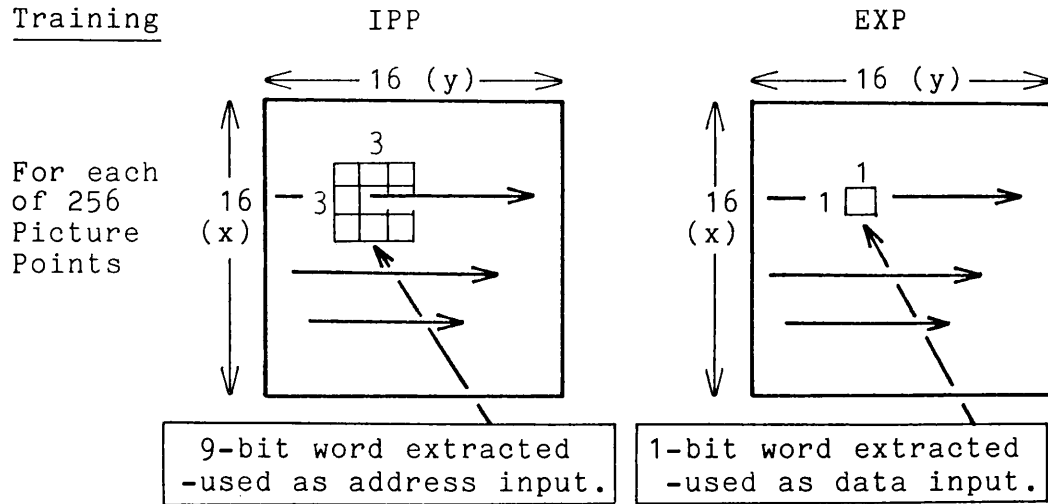 Training
IPP
EXP
16 (y)
16 (y)
For each
of 256
Picture
Points
16
(x)
3
3
16
(x)
1
1
9-bit word extracted
-used as address input.
1-bit word extracted
-used as data input.